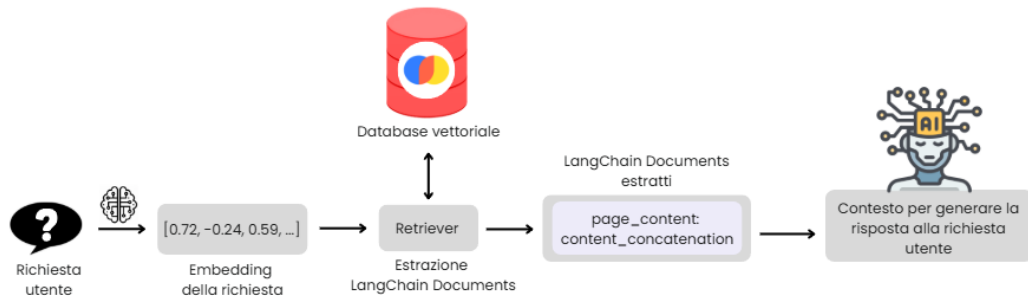 Database vettoriale
LangChain Documents
estratti
AI
?
[0.72, -0.24, 0.59, ...]
Retriever
page_content:
content_concatenation
Contesto per generare la
risposta alla richiesta
utente
Richiesta
utente
Embedding
della richiesta
Estrazione
LangChain Documents